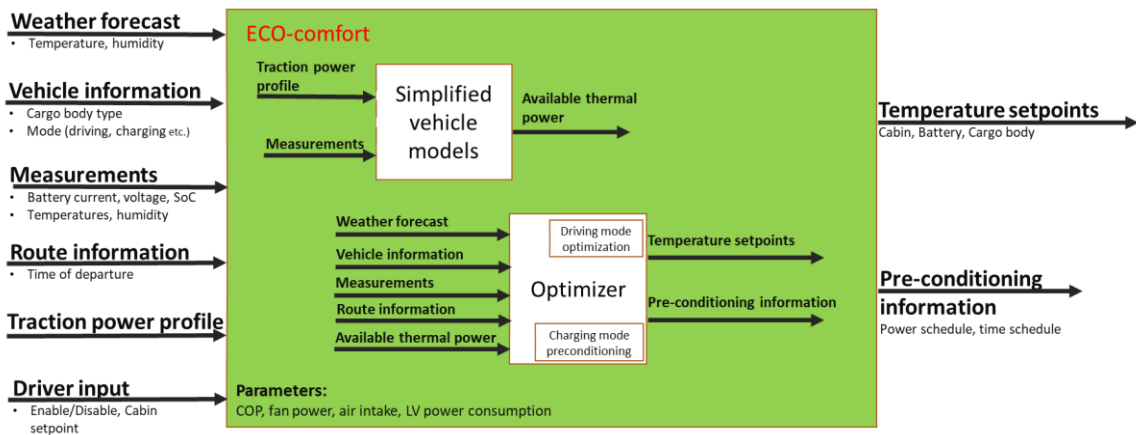 Weather forecast
• Temperature, humidity
Vehicle information
• Cargo body type
• Mode (driving, charging etc.)
Measurements
• Battery current, voltage, SoC
• Temperatures, humidity
Route information
• Time of departure
Traction power profile
Driver input
• Enable/Disable, Cabin
setpoint
ECO-comfort
Traction power
profile
Measurements
Simplified
vehicle
models
Available thermal
power
Weather forecast
Vehicle information
Measurements
Route information
Available thermal power
Driving mode
optimization
Optimizer
Charging mode
preconditioning
Temperature setpoints
Pre-conditioning information
Parameters:
COP, fan power, air intake, LV power consumption
Temperature setpoints
Cabin, Battery, Cargo body
Pre-conditioning
information
Power schedule, time schedule